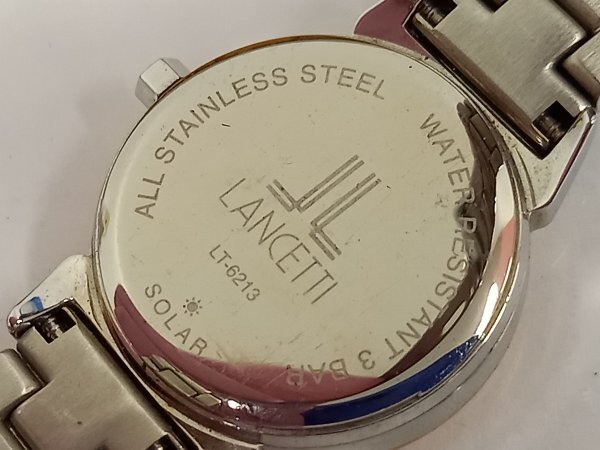 ALL STAINLESS STEEL
WATER RESISTANT 3 BAR
LANCETTI
LT-6213
SOLAR